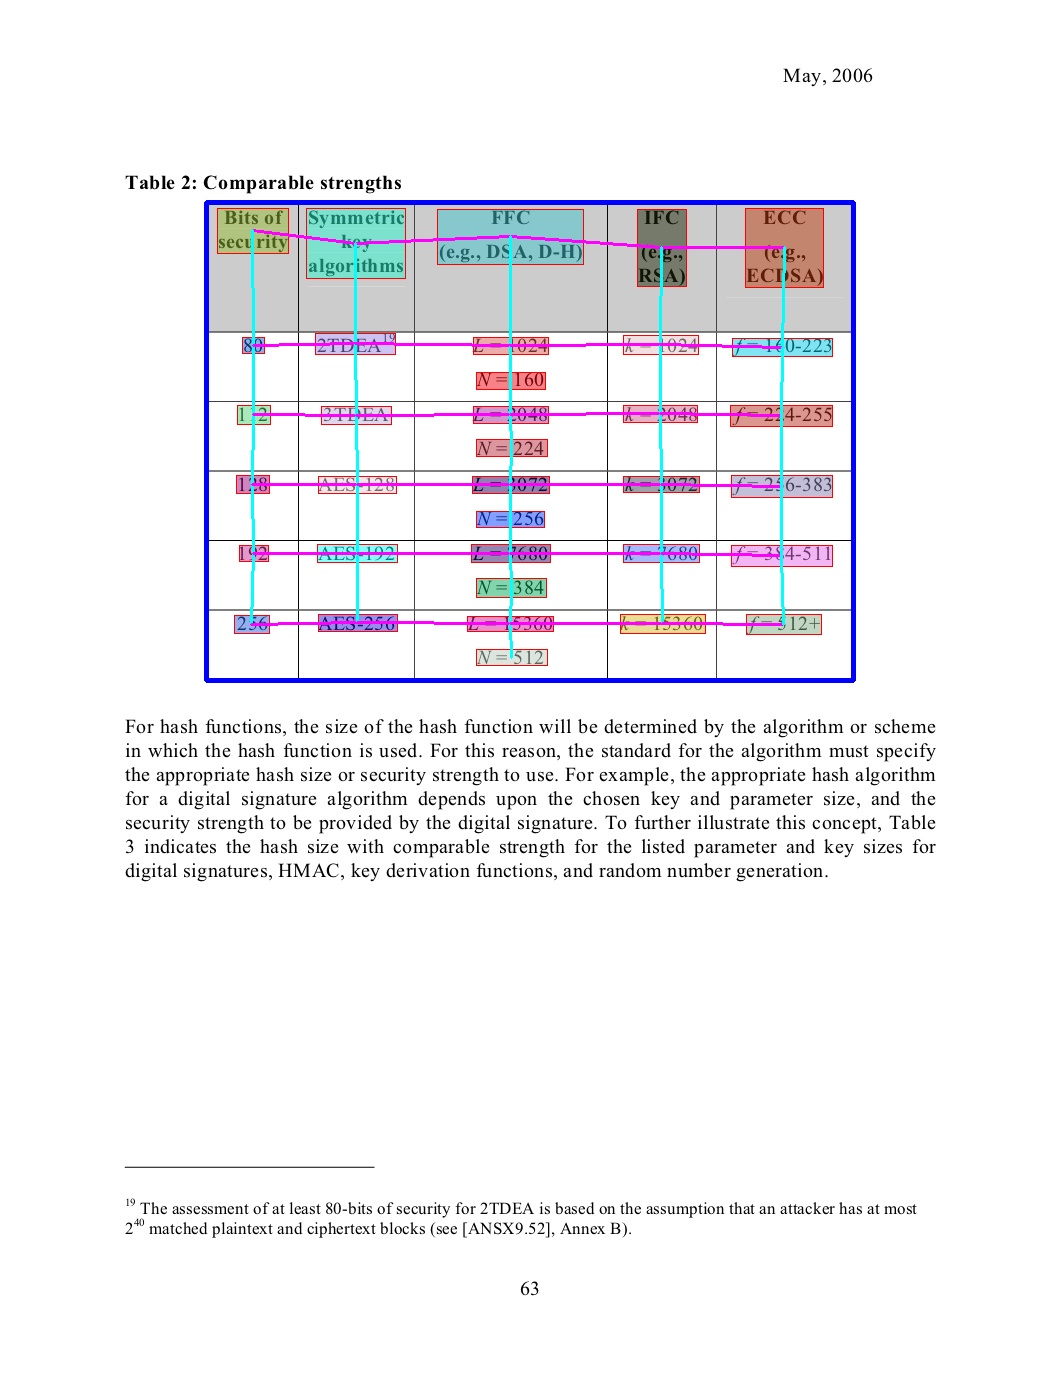 May, 2006
Table 2: Comparable strengths
Bits of security Symmetric key algorithms FFC (e.g., DSA, D-H) IFC (e.g., RSA) ECC (e.g., ECDSA)
80 2TDEA19 L = 1024 k = 1024 f = 160-223
N = 160
112 3TDEA L = 2048 k = 2048 f = 224-255
N = 224
128 AES-128 L = 3072 k = 3072 f = 256-383
N = 256
192 AES-192 L = 7680 k = 7680 f = 384-511
N = 384
256 AES-256 L = 15360 k = 15360 f = 512+
N = 512
For hash functions, the size of the hash function will be determined by the algorithm or scheme
in which the hash function is used. For this reason, the standard for the algorithm must specify
the appropriate hash size or security strength to use. For example, the appropriate hash algorithm
for a digital signature algorithm depends upon the chosen key and parameter size, and the
security strength to be provided by the digital signature. To further illustrate this concept, Table
3 indicates the hash size with comparable strength for the listed parameter and key sizes for
digital signatures, HMAC, key derivation functions, and random number generation.
19 The assessment of at least 80-bits of security for 2TDEA is based on the assumption that an attacker has at most
2^40 matched plaintext and ciphertext blocks (see [ANSX9.52], Annex B).
63